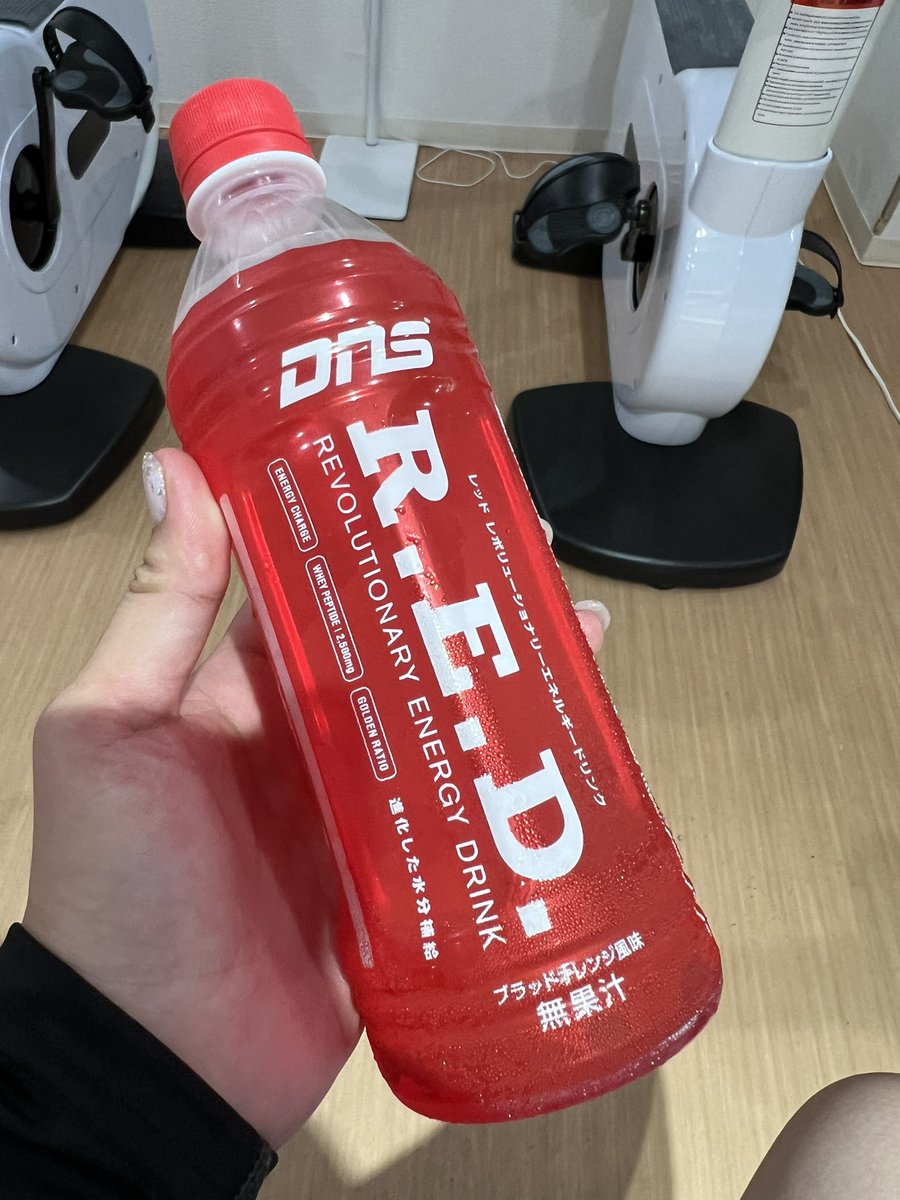 DNS
R.E.D.
レッド レボリューショナリーエネルギードリンク
REVOLUTIONARY ENERGY DRINK
ENERGY CHARGE
WHEY PEPTIDE | 2,500mg
GOLDEN RATIO
進化した水分補給
ブラッドオレンジ風味
無果汁